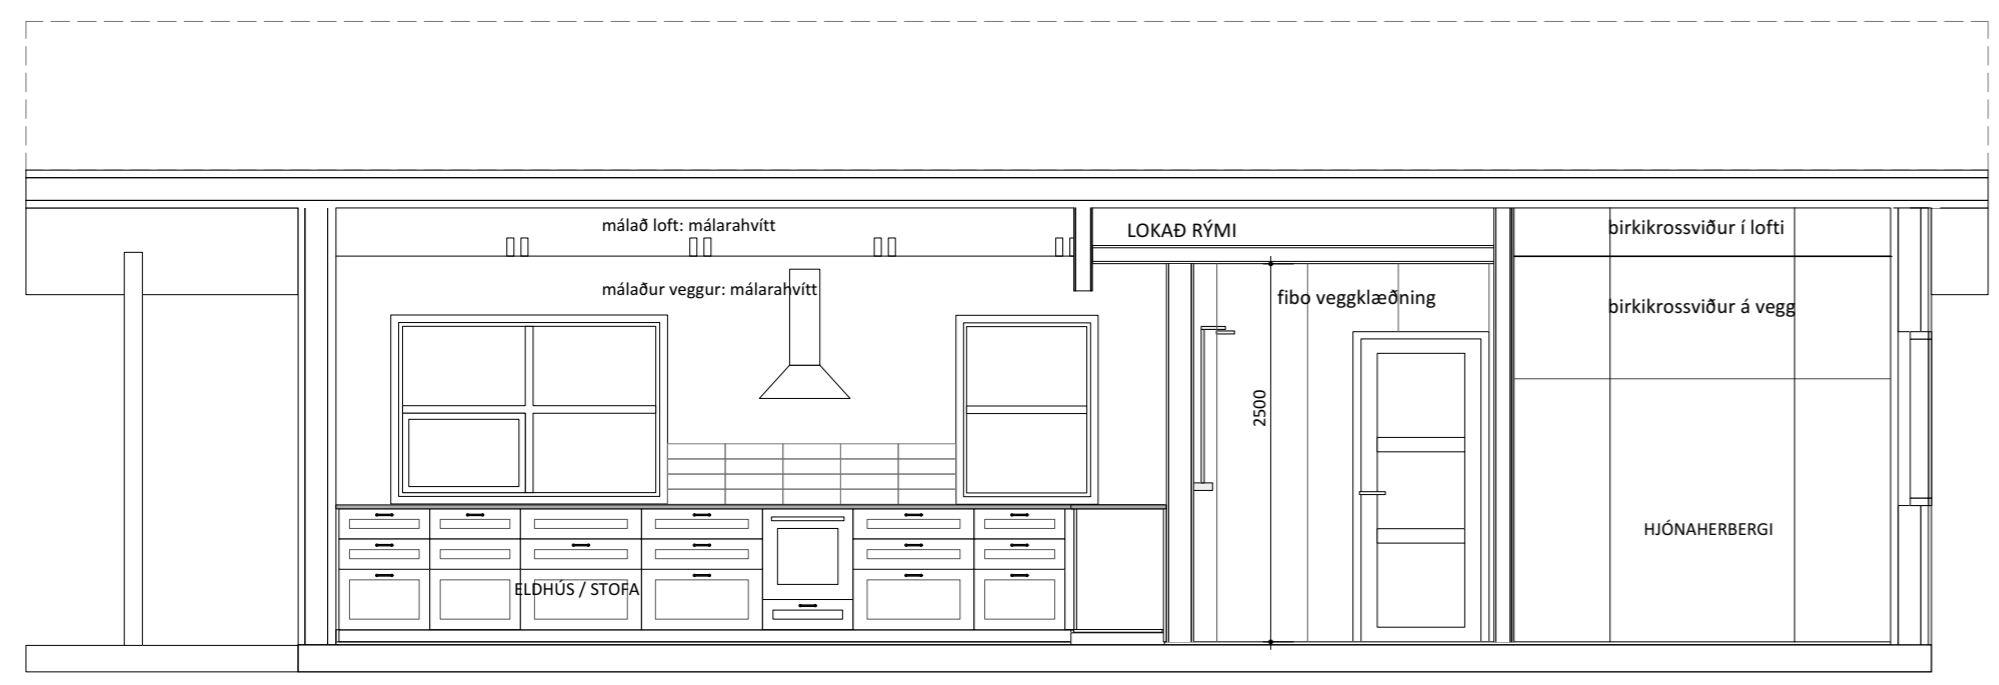 málað loft: málarahvítt
LOKAÐ RÝMI
birkikrossviður í lofti
málaður veggur: málarahvítt
fibo veggklæðning
birkikrossviður á vegg
2500
HJÓNAHERBERGI
ELDHÚS / STOFA